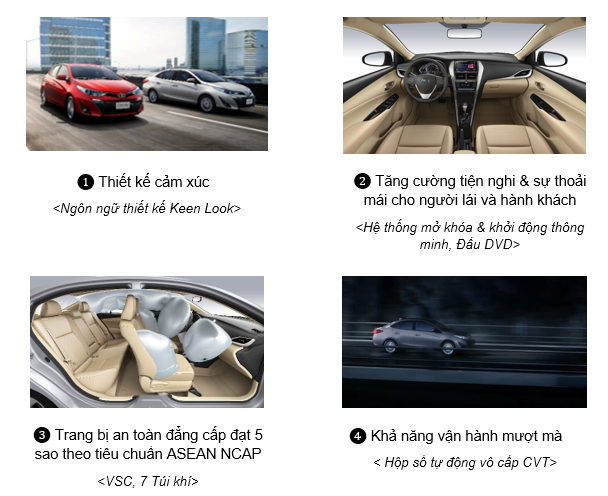 ❶ Thiết kế cảm xúc
<Ngôn ngữ thiết kế Keen Look>
❷ Tăng cường tiện nghi & sự thoải
mái cho người lái và hành khách
<Hệ thống mở khóa & khởi động thông
minh, Đầu DVD>
❸ Trang bị an toàn đẳng cấp đạt 5
sao theo tiêu chuẩn ASEAN NCAP
<VSC, 7 Túi khí>
❹ Khả năng vận hành mượt mà
< Hộp số tự động vô cấp CVT>